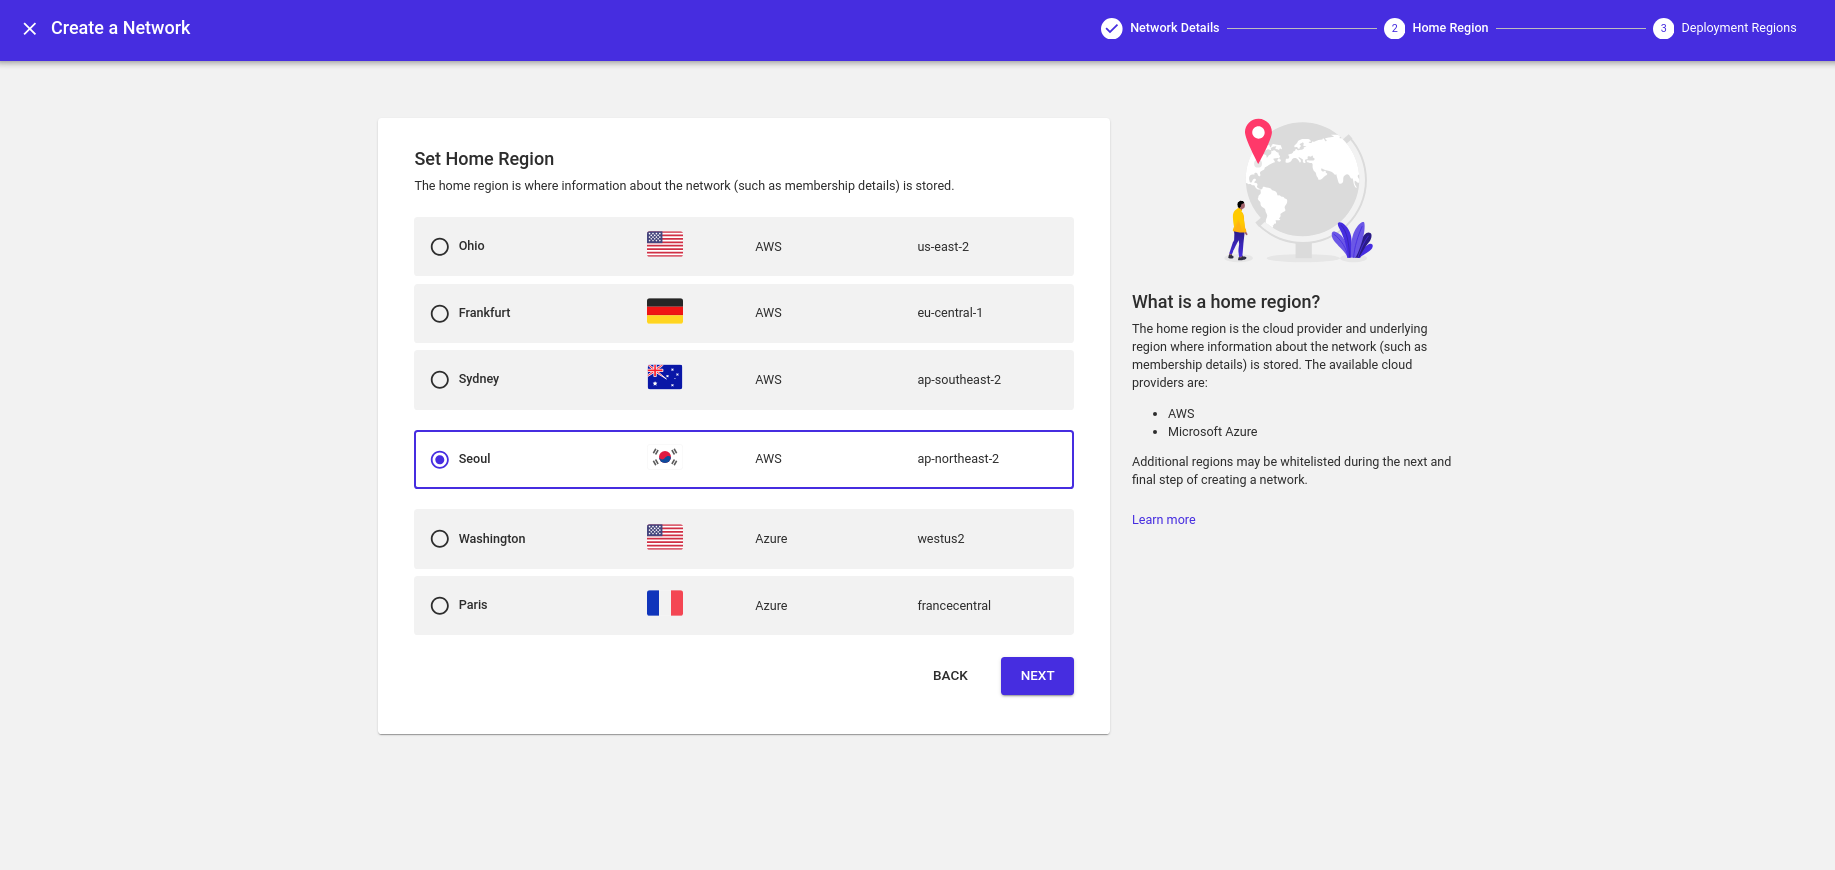 Create a Network
Network Details
2 Home Region
3 Deployment Regions
Set Home Region
The home region is where information about the network (such as membership details) is stored.
Ohio AWS us-east-2
Frankfurt AWS eu-central-1
Sydney AWS ap-southeast-2
Seoul AWS ap-northeast-2
Washington Azure westus2
Paris Azure francecentral
BACK NEXT
What is a home region?
The home region is the cloud provider and underlying
region where information about the network (such as
membership details) is stored. The available cloud
providers are:
• AWS
• Microsoft Azure
Additional regions may be whitelisted during the next and
final step of creating a network.
Learn more